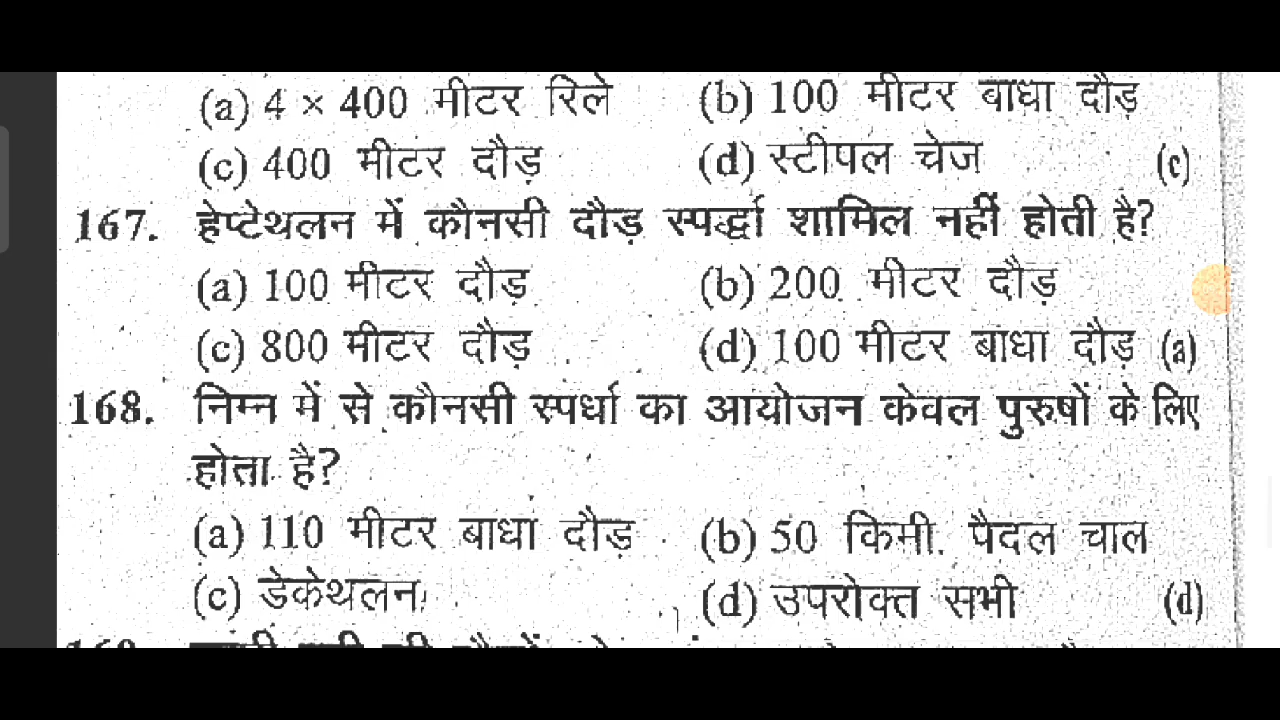 (a) 4 × 400 मीटर रिले (b) 100 मीटर बाधा दौड़
(c) 400 मीटर दौड़ (d) स्टीपल चेज (c)
167. हेप्टेथलन में कौनसी दौड़ स्पर्द्धा शामिल नहीं होती है?
(a) 100 मीटर दौड़ (b) 200 मीटर दौड़
(c) 800 मीटर दौड़ (d) 100 मीटर बाधा दौड़ (a)
168. निम्न में से कौनसी स्पर्धा का आयोजन केवल पुरुषों के लिए
होता है?
(a) 110 मीटर बाधा दौड़ (b) 50 किमी. पैदल चाल
(c) डेकेथलन (d) उपरोक्त सभी (d)